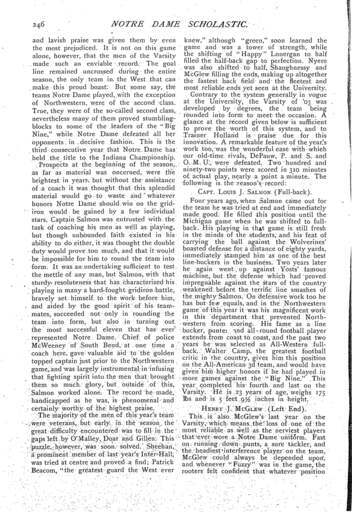 246
NOTRE DAME SCHOLASTIC.
and lavish praise was given them by even
the most prejudiced. It is not on this game
alone, however, that the men of the Varsity
made such an enviable record. The goal
line remained uncrossed during the entire
season, the only team in the West that can
make this proud boast. But some say, the
teams Notre Dame played, with the exception
of Northwestern, were of the second class.
True, they were of the so-called second class,
nevertheless many of them proved stumbling-
blocks to some of the leaders of the "Big
Nine," while Notre Dame defeated all her
opponents in decisive fashion. This is the
third consecutive year that Notre Dame has
held the title to the Indiana Championship.
Prospects at the beginning of the season,
as far as material was concerned, were the
brightest in years, but without the assistance
of a coach it was thought that this splendid
material would go to waste and whatever
honors Notre Dame should win on the grid-
iron would be gained by a few individual
stars. Captain Salmon was entrusted with the
task of coaching his men as well as playing,
but though unbounded faith existed in his
ability to do either, it was thought the double
duty would prove too much, and that it would
be impossible for him to round the team into
form. It was an undertaking sufficient to test
the mettle of any man, but Salmon, with that
sturdy resoluteness that has characterized his
playing in many a hard-fought gridiron battle,
bravely set himself to the work before him,
and aided by the good spirit of his team-
mates, succeeded not only in rounding the
team into form, but also in turning out
the most successful eleven that has ever
represented Notre Dame. Chief of police
McWeeney of South Bend, at one time a
coach here, gave valuable aid to the golden
topped captain just prior to the Northwestern
game, and was largely instrumental in infusing
that fighting spirit into the men that brought
them so much glory, but outside of this,
Salmon worked alone. The record he made,
handicapped as he was, is phenomenal and
certainly worthy of the highest praise.
The majority of the men of this year's team
were veterans, but early in the season the
great difficulty encountered was to fill in the
gaps left by O'Malley, Doar and Gillen. This
puzzle, however, was soon solved. Sheehan,
a prominent member of last year's Inter-Hall,
was tried at centre and proved a find; Patrick
Beacom, "the greatest guard the West ever
knew," although "green," soon learned the
game and was a tower of strength, while
the shifting of "Happy" Lonergan to half
filled the half-back gap to perfection. Nyere
was also shifted to half, Shaughnessy and
McGlew filling the ends, making up altogether
the fastest back field and the fleetest and
most reliable ends yet seen at the University.
Contrary to the system generally in vogue
at the University, the Varsity of '03 was
developed by degrees, the team being
rounded into form to meet the occasion. A
glance at the record given below is sufficient
to prove the worth of this system, and to
Trainer Holland is praise due for this
innovation. A remarkable feature of the year's
work too, was the wonderful ease with which
our old-time rivals, DePauw, P. and S. and
O. M. U., were defeated. Two hundred and
ninety-two points were scored in 310 minutes
of actual play, nearly a point a minute. The
following is the season's record:
CAPT. LOUIS J. SALMON (Full-back).
Four years ago, when Salmon came out for
the team he was tried at end and immediately
made good. He filled this position until the
Michigan game when he was shifted to full-
back. His playing in that game is still fresh
in the minds of the students, and his feat of
carrying the ball against the Wolverines'
boasted defense for a distance of eighty yards,
immediately stamped him as one of the best
line-buckers in the business. Two years later
he again went up against Yosts' famous
machine, but the defense which had proved
impregnable against the stars of the country
weakened before the terrific line smashes of
the mighty Salmon. On defensive work too he
has but few equals, and in the Northwestern
game of this year it was his magnificent work
in this department that prevented North-
western from scoring. His fame as a line
bucker, punter and all-round football player
extends from coast to coast, and the past two
years he was selected as All-Western full-
back. Walter Camp, the greatest football
critic in the country, gives him this position
on the All-American 3d team, and would have
given him higher honors if he had played in
more games against the "Big Nine." This
year completed his fourth and last on the
Varsity. He is 23 years of age, weighs 175
lbs and is 5 feet 9¾ inches in height.
HENRY J. MCGLEW (Left End).
This is also McGlew's last year on the
Varsity, which means the loss of one of the
most reliable as well as the nerviest players
that ever wore a Notre Dame uniform. Fast
on running down punts, a sure tackler, and
the headiest interference player on the team,
McGlew could always be depended upon,
and whenever "Fuzzy" was in the game, the
rooters felt confident that whatever position